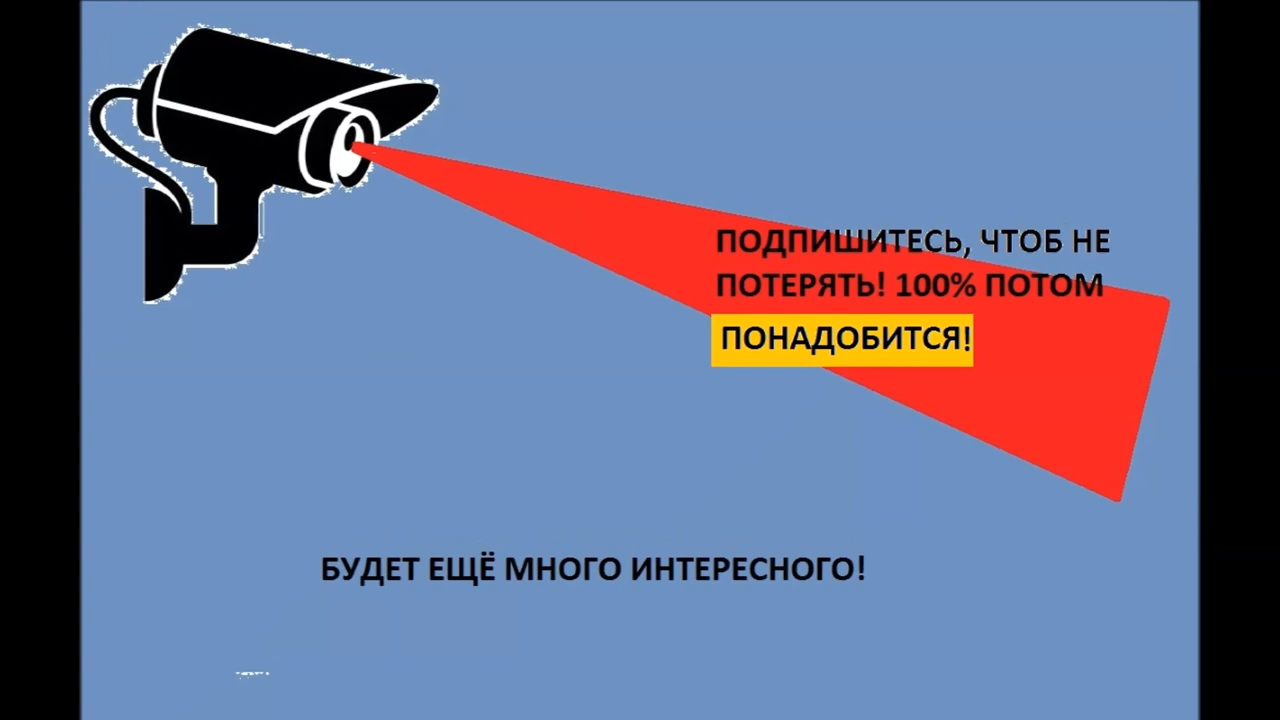 ПОДПИШИТЕСЬ, ЧТОБ НЕ
ПОТЕРЯТЬ! 100% ПОТОМ
ПОНАДОБИТСЯ!
БУДЕТ ЕЩЁ МНОГО ИНТЕРЕСНОГО!